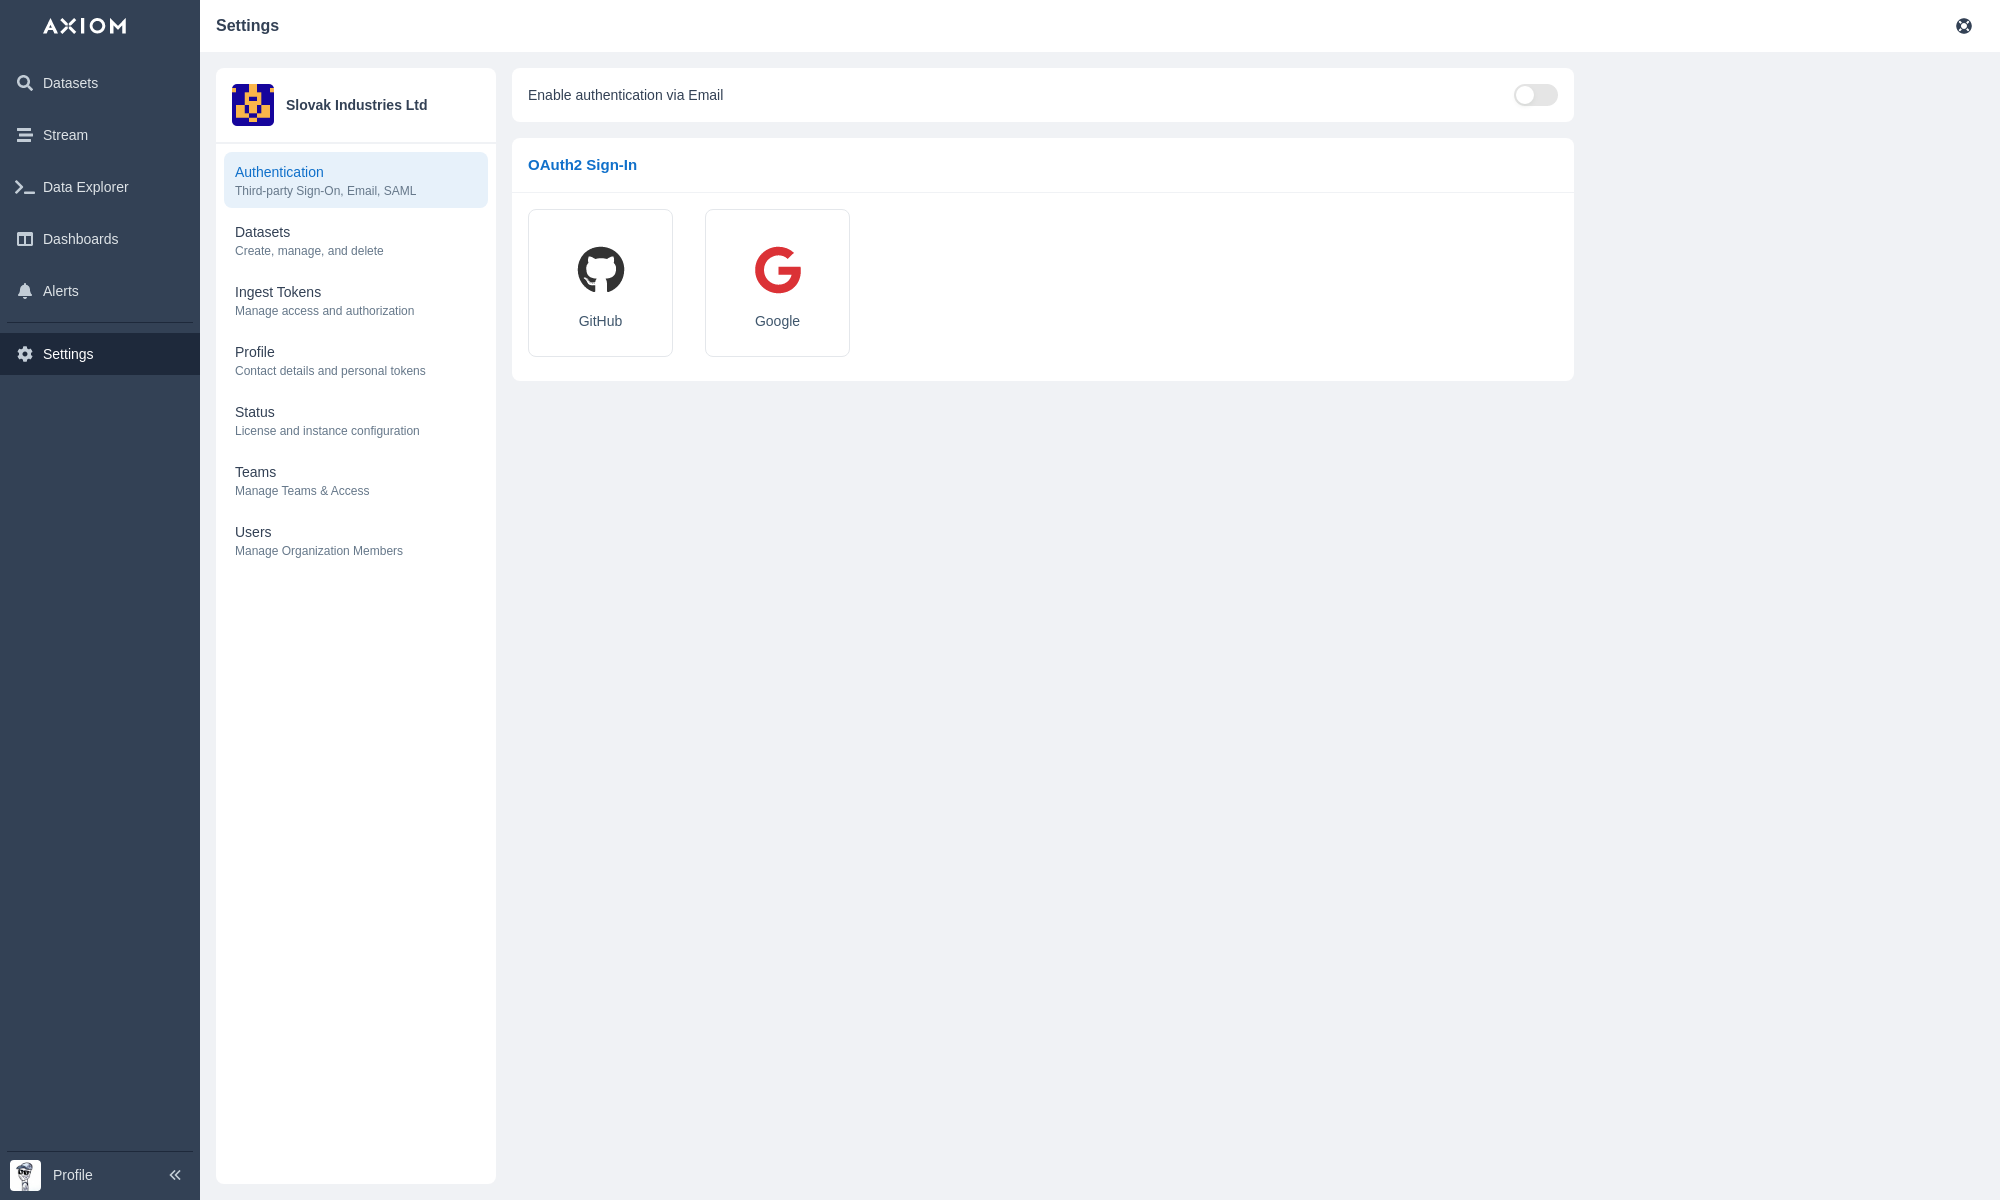 AXIOM
Datasets
Stream
Data Explorer
Dashboards
Alerts
Settings
Profile
Settings
Slovak Industries Ltd
Authentication
Third-party Sign-On, Email, SAML
Datasets
Create, manage, and delete
Ingest Tokens
Manage access and authorization
Profile
Contact details and personal tokens
Status
License and instance configuration
Teams
Manage Teams & Access
Users
Manage Organization Members
Enable authentication via Email
OAuth2 Sign-In
GitHub
Google